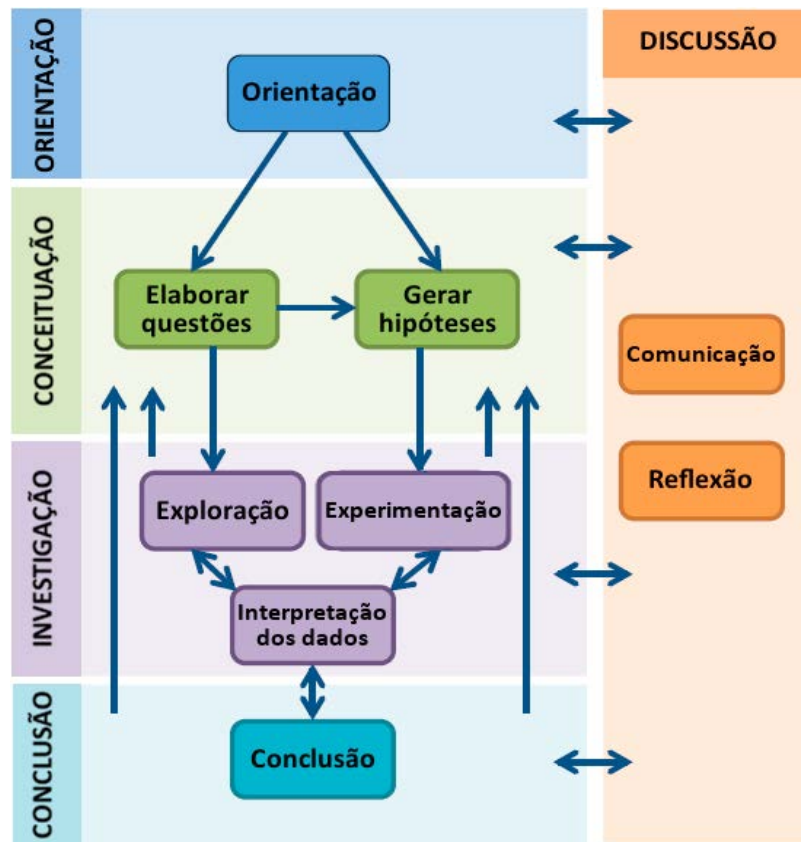 ORIENTAÇÃO
Orientação
CONCEITUAÇÃO
Elaborar
questões
Gerar
hipóteses
INVESTIGAÇÃO
Exploração
Experimentação
Interpretação
dos dados
CONCLUSÃO
Conclusão
DISCUSSÃO
Comunicação
Reflexão